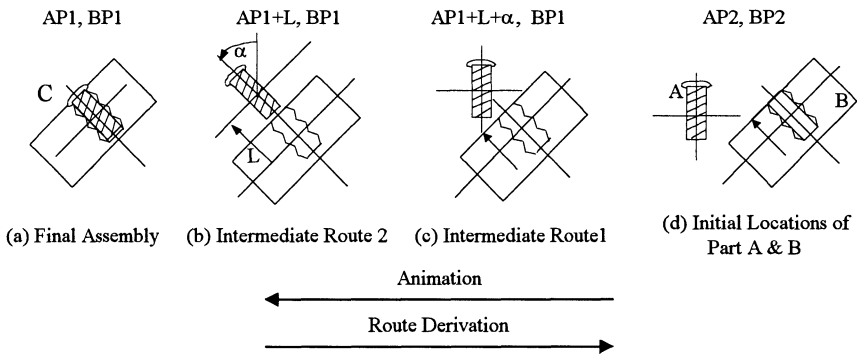 AP1, BP1
AP1+L, BP1
AP1+L+α, BP1
AP2, BP2
C
α
L
A
B
(a) Final Assembly
(b) Intermediate Route 2
(c) Intermediate Route1
(d) Initial Locations of
Part A & B
Animation
Route Derivation